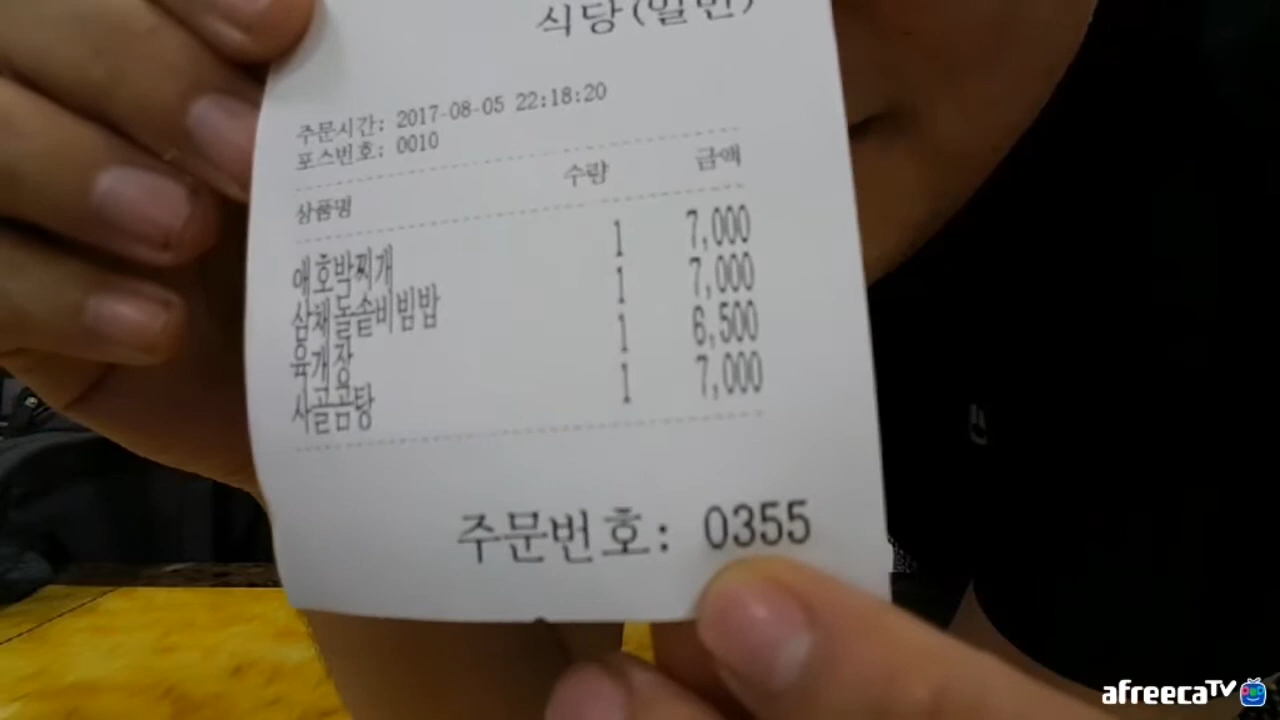 식당(일반)
주문시간: 2017-08-05 22:18:20
포스번호: 0010
상품명 수량 금액
애호박찌개 1 7,000
삼채돌솥비빔밥 1 7,000
육개장 1 6,500
사골곰탕 1 7,000
주문번호: 0355
afreecaTV